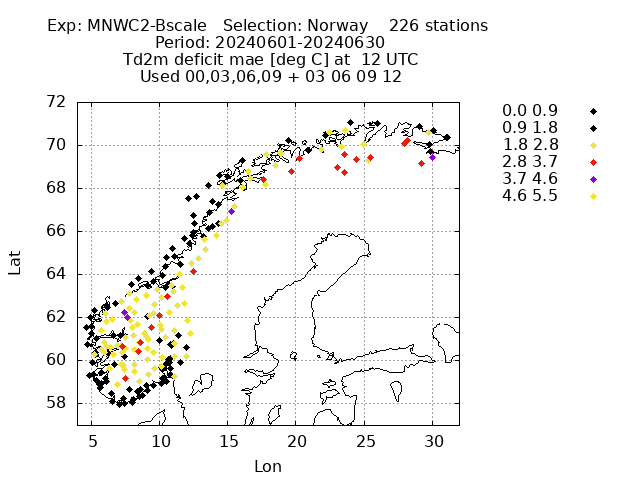 Exp: MNWC2-Bscale   Selection: Norway    226 stations
Period: 20240601-20240630
Td2m deficit mae [deg C] at  12 UTC
Used 00,03,06,09 + 03 06 09 12
72
70
68
66
64
62
60
58
Lat
5 10 15 20 25 30
Lon
0.0 0.9
0.9 1.8
1.8 2.8
2.8 3.7
3.7 4.6
4.6 5.5